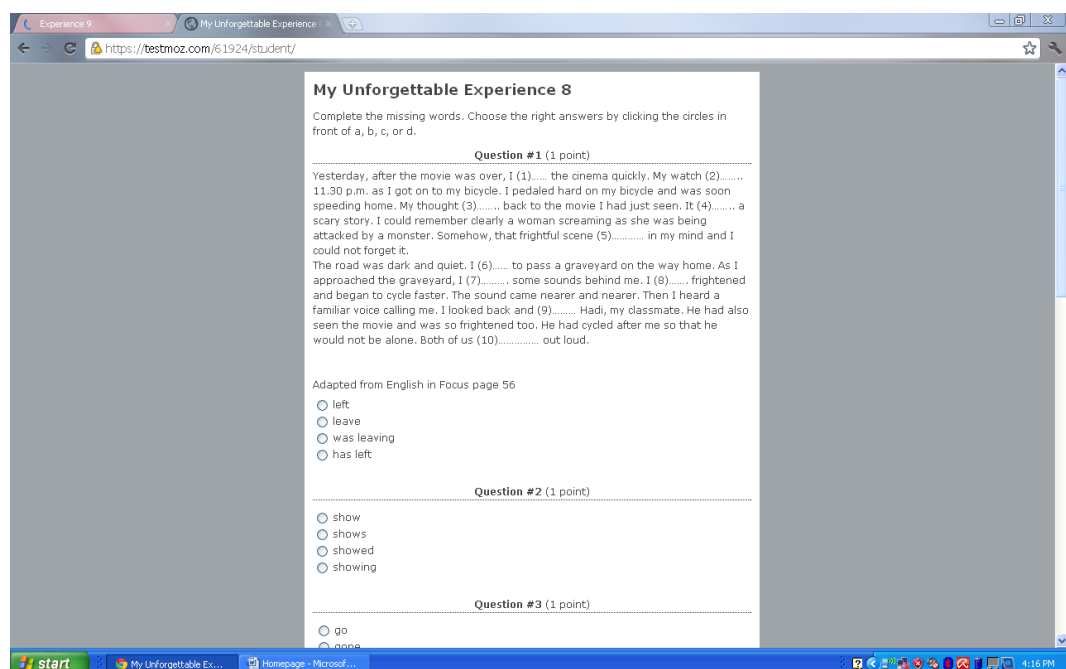 Experience 9
My Unforgettable Experience
https://testmoz.com/61924/student/
My Unforgettable Experience 8
Complete the missing words. Choose the right answers by clicking the circles in
front of a, b, c, or d.
Question #1 (1 point)
Yesterday, after the movie was over, I (1)...... the cinema quickly. My watch (2)........
11.30 p.m. as I got on to my bicycle. I pedaled hard on my bicycle and was soon
speeding home. My thought (3)........ back to the movie I had just seen. It (4)........ a
scary story. I could remember clearly a woman screaming as she was being
attacked by a monster. Somehow, that frightful scene (5)............ in my mind and I
could not forget it.
The road was dark and quiet. I (6)...... to pass a graveyard on the way home. As I
approached the graveyard, I (7).......... some sounds behind me. I (8)....... frightened
and began to cycle faster. The sound came nearer and nearer. Then I heard a
familiar voice calling me. I looked back and (9)......... Hadi, my classmate. He had also
seen the movie and was so frightened too. He had cycled after me so that he
would not be alone. Both of us (10)............... out loud.
Adapted from English in Focus page 56
left
leave
was leaving
has left
Question #2 (1 point)
show
shows
showed
showing
Question #3 (1 point)
go
gone
start
My Unforgettable Ex...
Homepage - Microsof...
4:16 PM